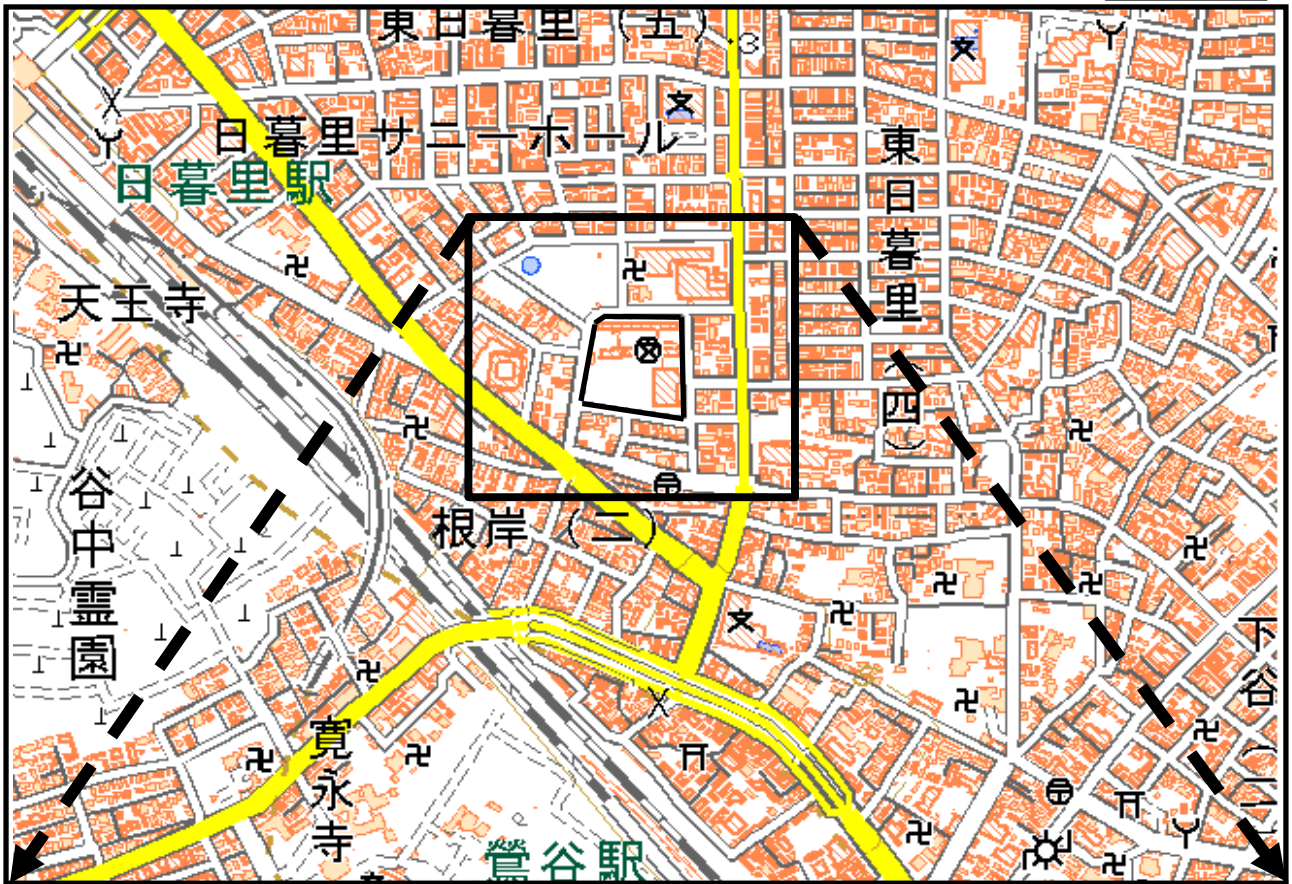 東日暮里(五)
日暮里サニーホール
日暮里駅
東日暮里(四)
天王寺
谷中霊園
根岸(二)
寛永寺
鶯谷駅
下谷(二)